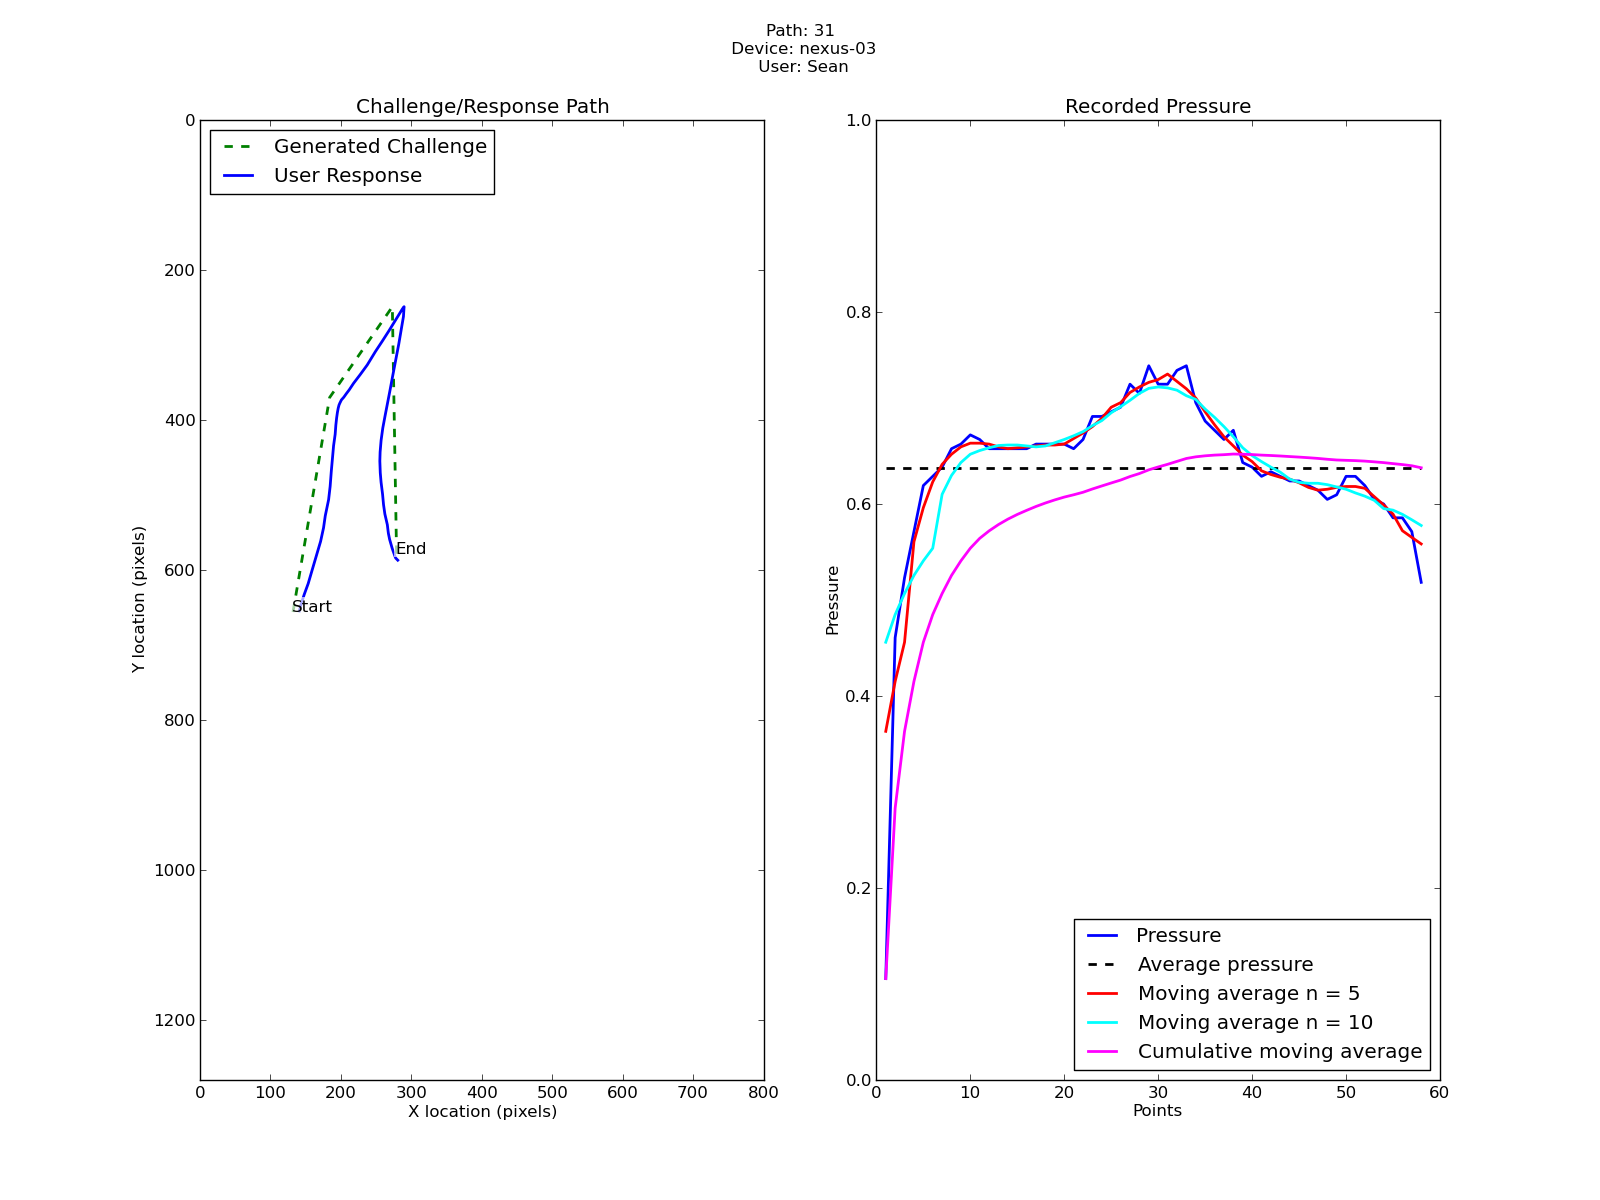 Path: 31
Device: nexus-03
User: Sean
Challenge/Response Path
0
200
400
600
800
1000
1200
Y location (pixels)
Generated Challenge
User Response
End
Start
0 100 200 300 400 500 600 700 800
X location (pixels)
Recorded Pressure
1.0
0.8
0.6
0.4
0.2
0.0
Pressure
Pressure
Average pressure
Moving average n = 5
Moving average n = 10
Cumulative moving average
0 10 20 30 40 50 60
Points